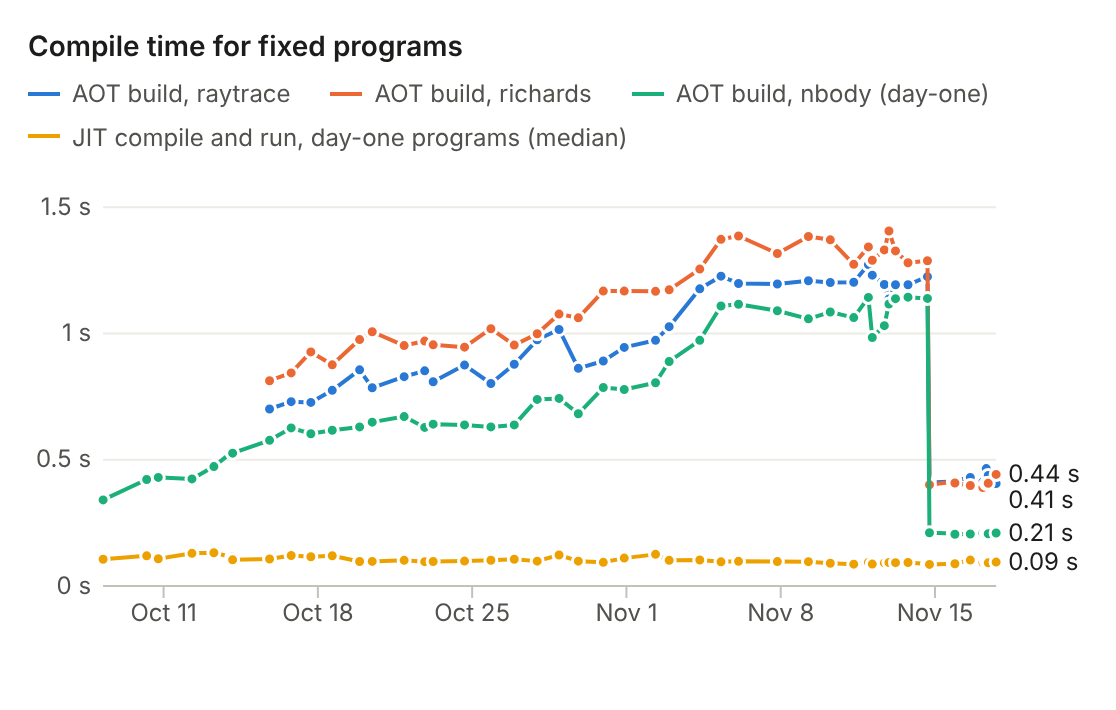 Compile time for fixed programs
AOT build, raytrace AOT build, richards AOT build, nbody (day-one)
JIT compile and run, day-one programs (median)
1.5 s
1 s
0.5 s
0.44 s
0.41 s
0.21 s
0.09 s
0 s
Oct 11 Oct 18 Oct 25 Nov 1 Nov 8 Nov 15